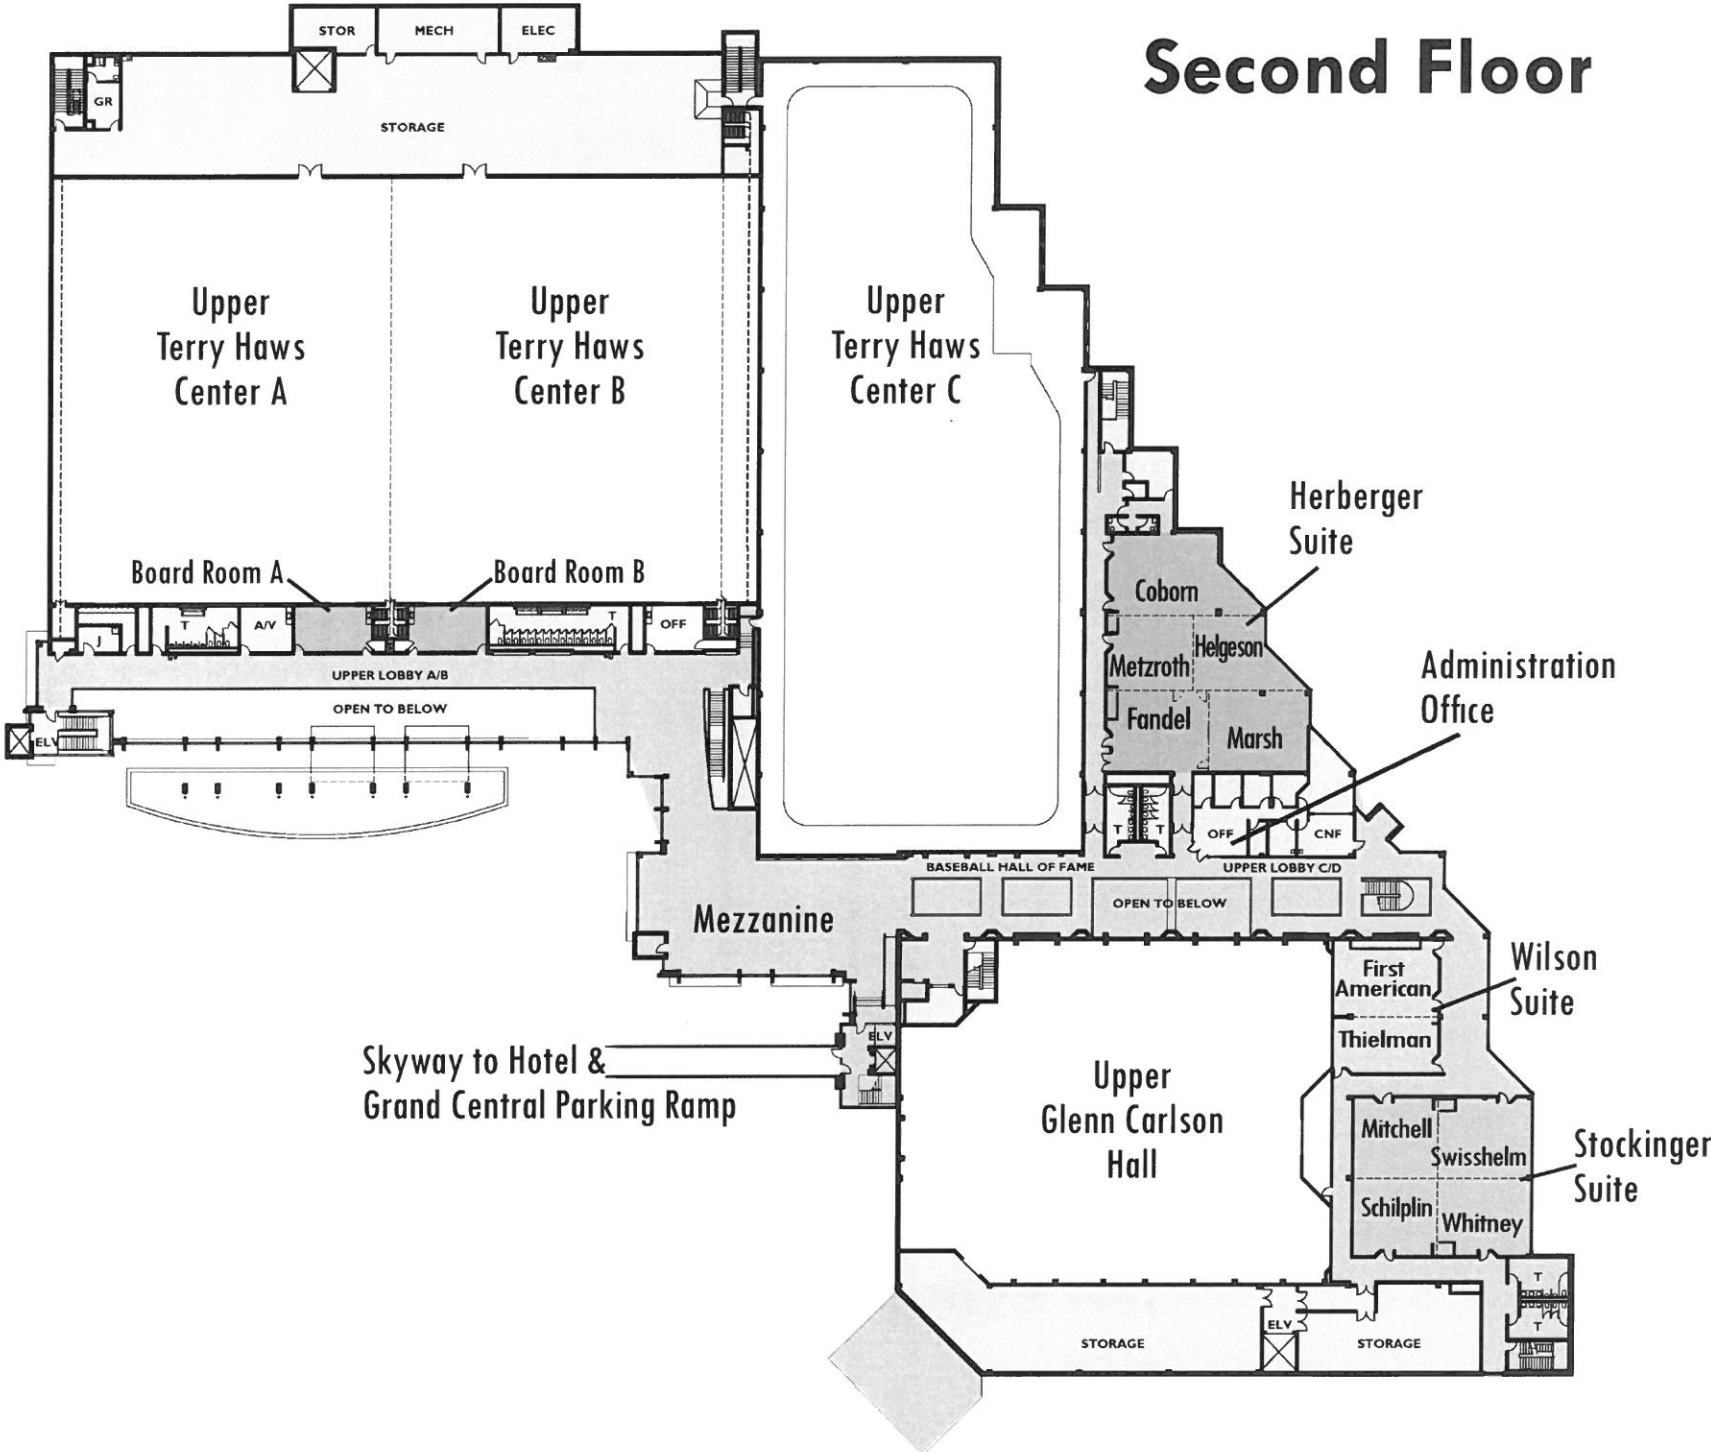 Second Floor
STOR
MECH
ELEC
GR
STORAGE
Upper
Terry Haws
Center A
Upper
Terry Haws
Center B
Upper
Terry Haws
Center C
Board Room A
Board Room B
J
T
A/V
T
OFF
UPPER LOBBY A/B
OPEN TO BELOW
ELV
Herberger
Suite
Coborn
Metzroth
Helgeson
Fandel
Marsh
Administration
Office
T
T
OFF
CNF
BASEBALL HALL OF FAME
UPPER LOBBY C/D
OPEN TO BELOW
Mezzanine
First
American
Thielman
Wilson
Suite
ELV
Skyway to Hotel &
Grand Central Parking Ramp
Upper
Glenn Carlson
Hall
Mitchell
Swisshelm
Schilplin
Whitney
Stockinger
Suite
T
T
STORAGE
ELV
STORAGE